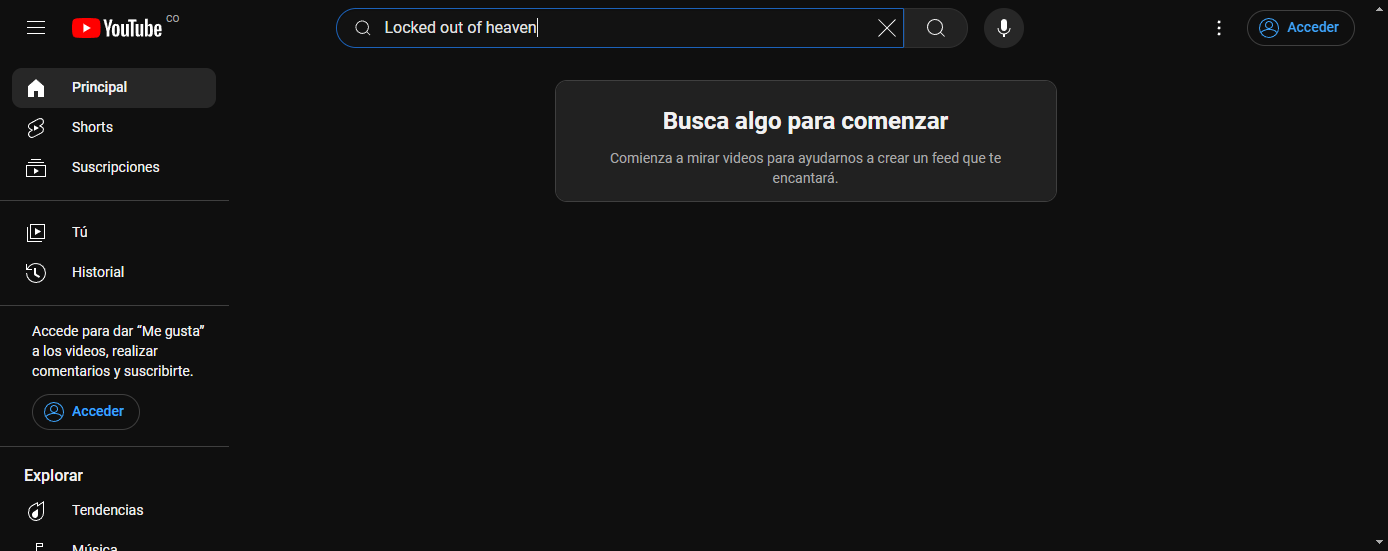 YouTube CO
Locked out of heaven
Acceder
Principal
Shorts
Suscripciones
Tú
Historial
Accede para dar “Me gusta”
a los videos, realizar
comentarios y suscribirte.
Acceder
Explorar
Tendencias
Música
Busca algo para comenzar
Comienza a mirar videos para ayudarnos a crear un feed que te
encantará.